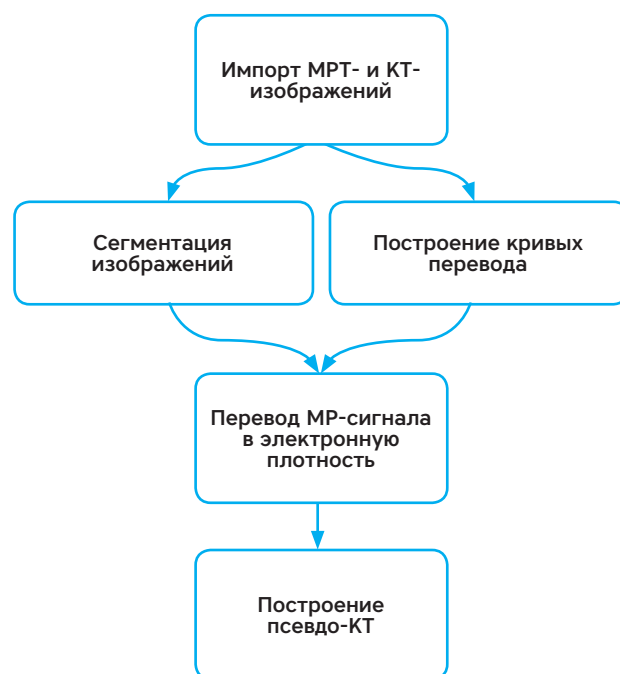 Импорт МРТ- и КТ-
изображений
Сегментация
изображений
Построение кривых
перевода
Перевод МР-сигнала
в электронную
плотность
Построение
псевдо-КТ